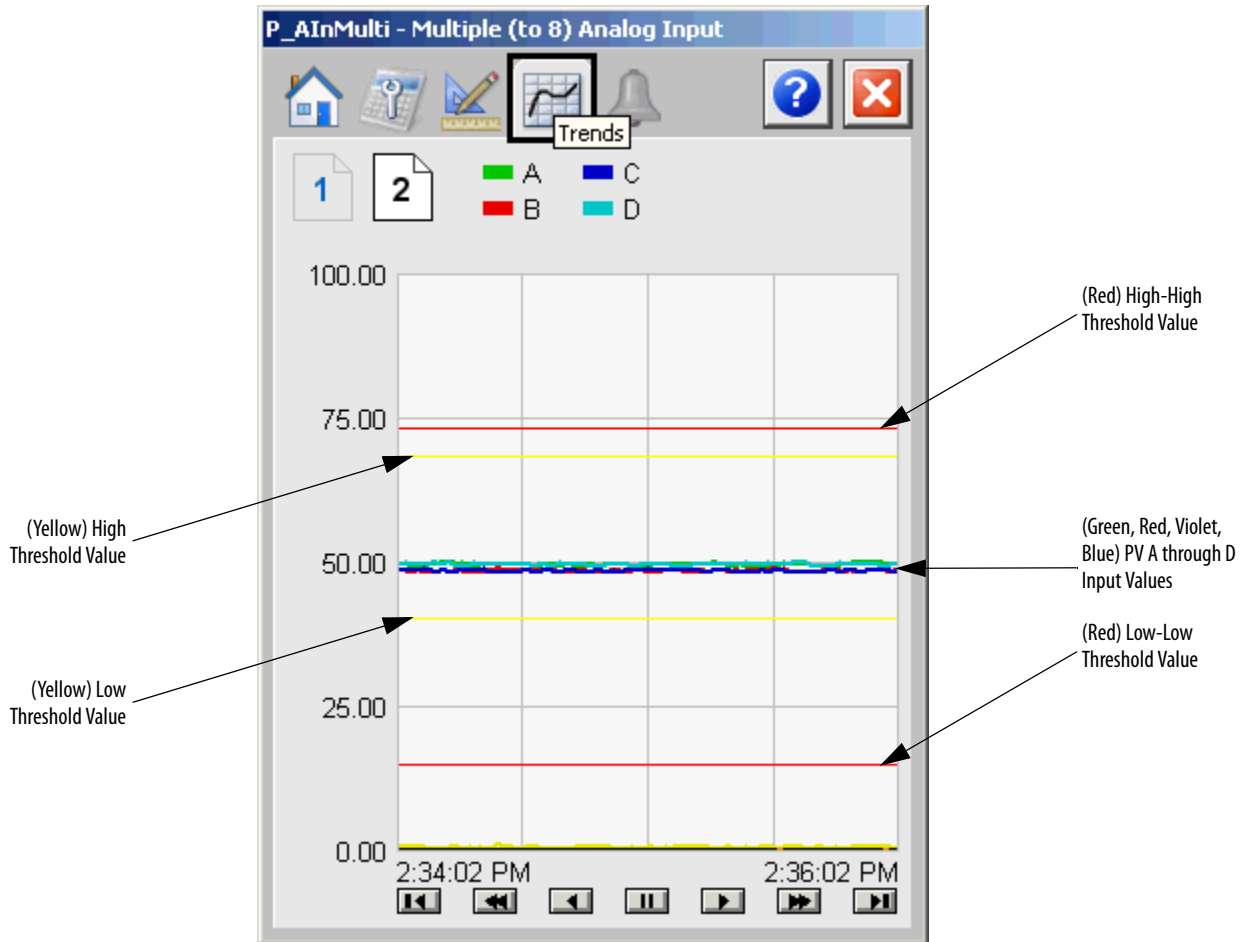 P_AInMulti - Multiple (to 8) Analog Input
?
Trends
1
2
A
C
B
D
100.00
75.00
50.00
25.00
0.00
2:34:02 PM
2:36:02 PM
(Yellow) High
Threshold Value
(Yellow) Low
Threshold Value
(Red) High-High
Threshold Value
(Green, Red, Violet,
Blue) PV A through D
Input Values
(Red) Low-Low
Threshold Value